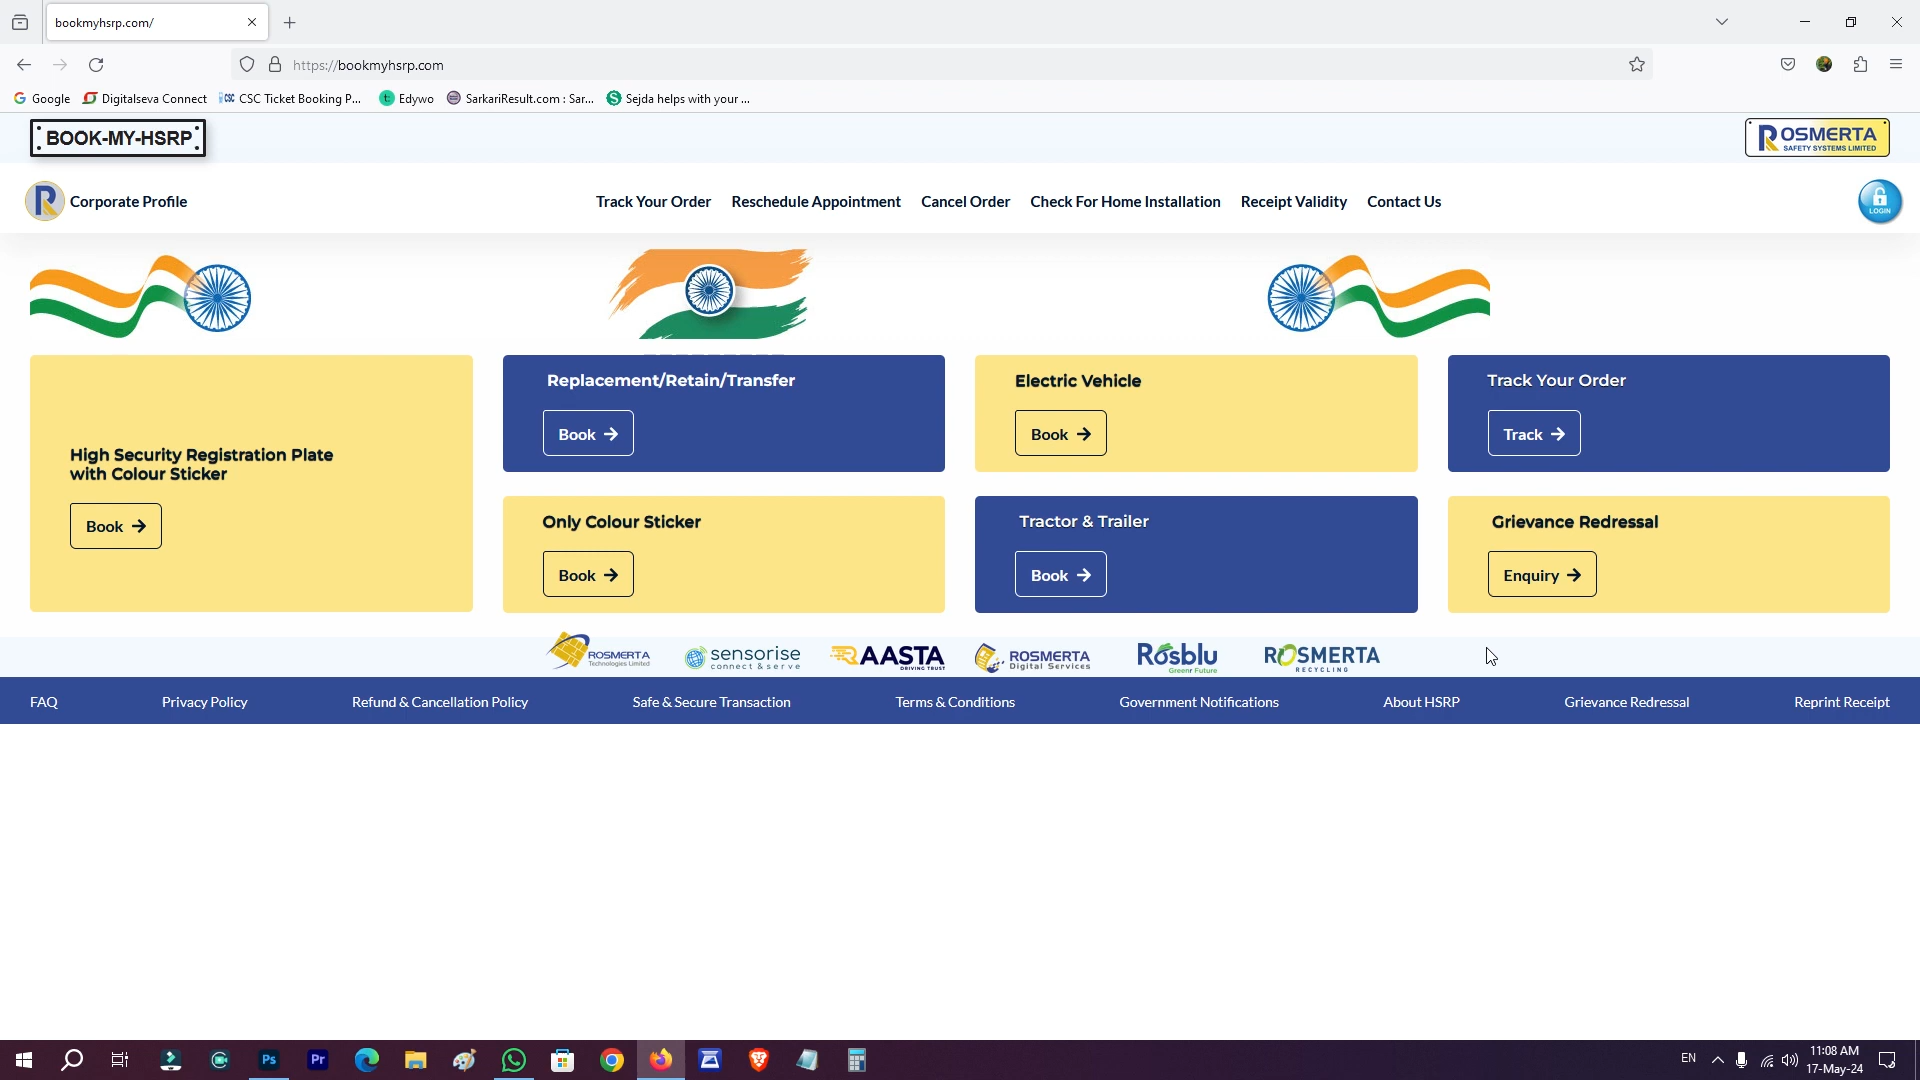 bookmyhsrp.com/
https://bookmyhsrp.com
Google
Digitalseva Connect
CSC CSC Ticket Booking P...
Edywo
SarkariResult.com : Sar...
Sejda helps with your ...
BOOK-MY-HSRP
ROSMERTA
SAFETY SYSTEMS LIMITED
R Corporate Profile
Track Your Order
Reschedule Appointment
Cancel Order
Check For Home Installation
Receipt Validity
Contact Us
LOGIN
High Security Registration Plate
with Colour Sticker
Book
Replacement/Retain/Transfer
Book
Electric Vehicle
Book
Track Your Order
Track
Only Colour Sticker
Book
Tractor & Trailer
Book
Grievance Redressal
Enquiry
ROSMERTA
Technologies Limited
sensorise
connect & serve
AASTA
DRIVING TRUST
ROSMERTA
Digital Services
Rosblu
Greenr Future
ROSMERTA
RECYCLING
FAQ
Privacy Policy
Refund & Cancellation Policy
Safe & Secure Transaction
Terms & Conditions
Government Notifications
About HSRP
Grievance Redressal
Reprint Receipt
Ps
Pr
EN
11:08 AM
17-May-24